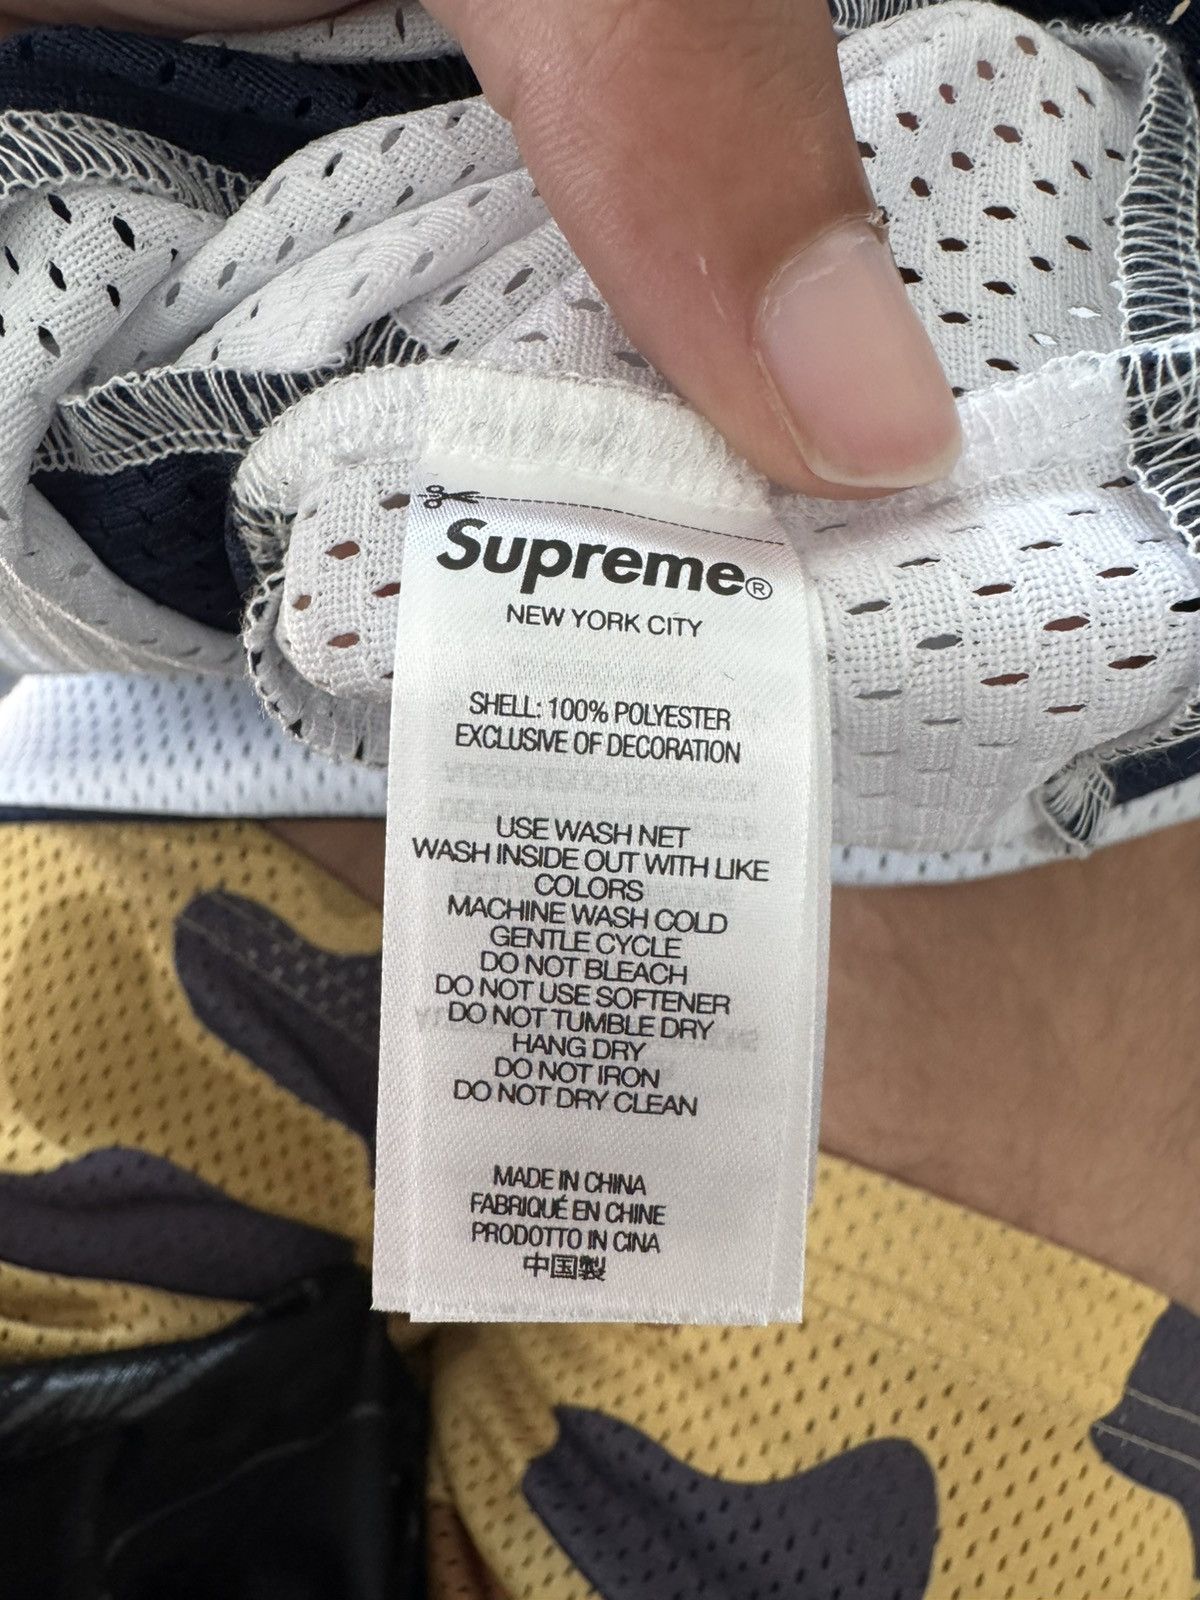 Supreme®
NEW YORK CITY
SHELL: 100% POLYESTER
EXCLUSIVE OF DECORATION
USE WASH NET
WASH INSIDE OUT WITH LIKE
COLORS
MACHINE WASH COLD
GENTLE CYCLE
DO NOT BLEACH
DO NOT USE SOFTENER
DO NOT TUMBLE DRY
HANG DRY
DO NOT IRON
DO NOT DRY CLEAN
MADE IN CHINA
FABRIQUÉ EN CHINE
PRODOTTO IN CINA
中国製